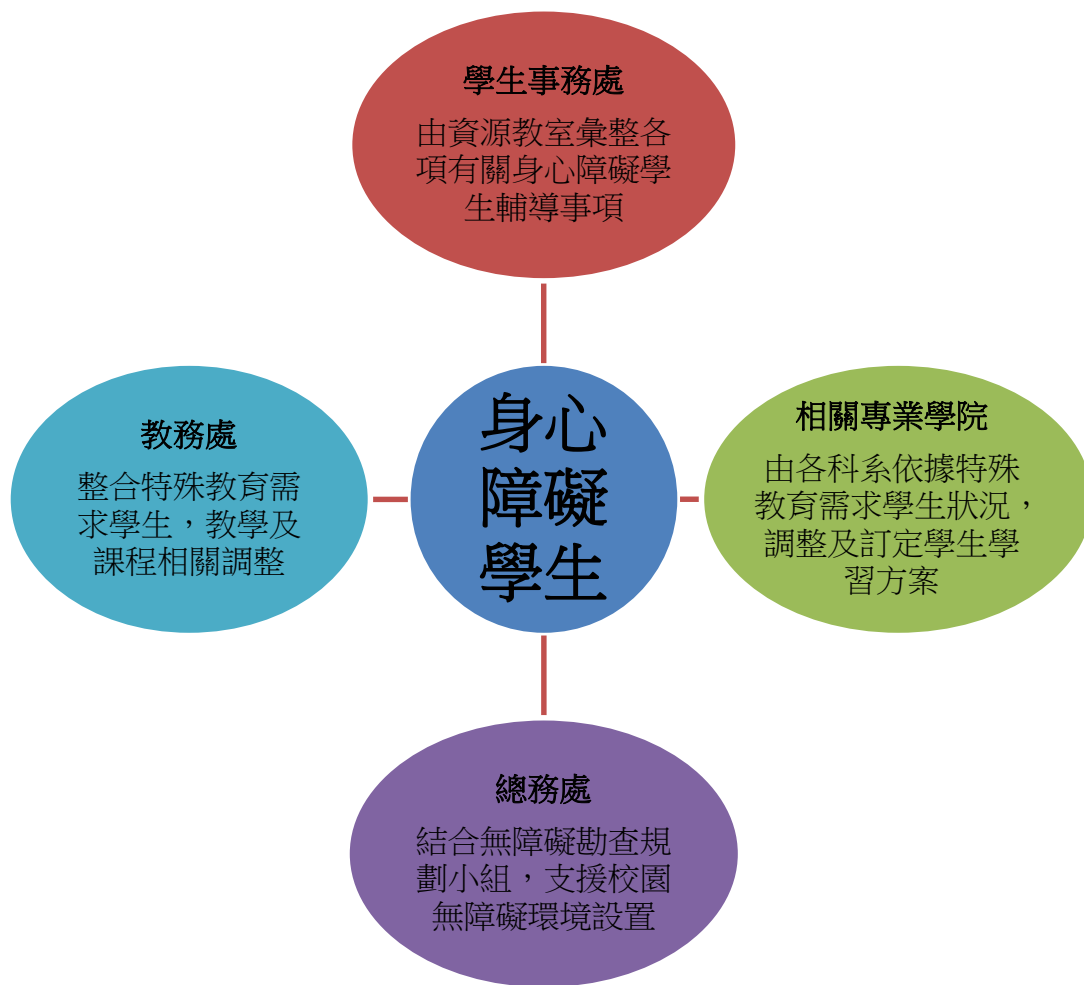 學生事務處
由資源教室彙整各
項有關身心障礙學
生輔導事項
教務處
整合特殊教育需
求學生，教學及
課程相關調整
身心
障礙
學生
相關專業學院
由各科系依據特殊
教育需求學生狀況，
調整及訂定學生學
習方案
總務處
結合無障礙勘查規
劃小組，支援校園
無障礙環境設置